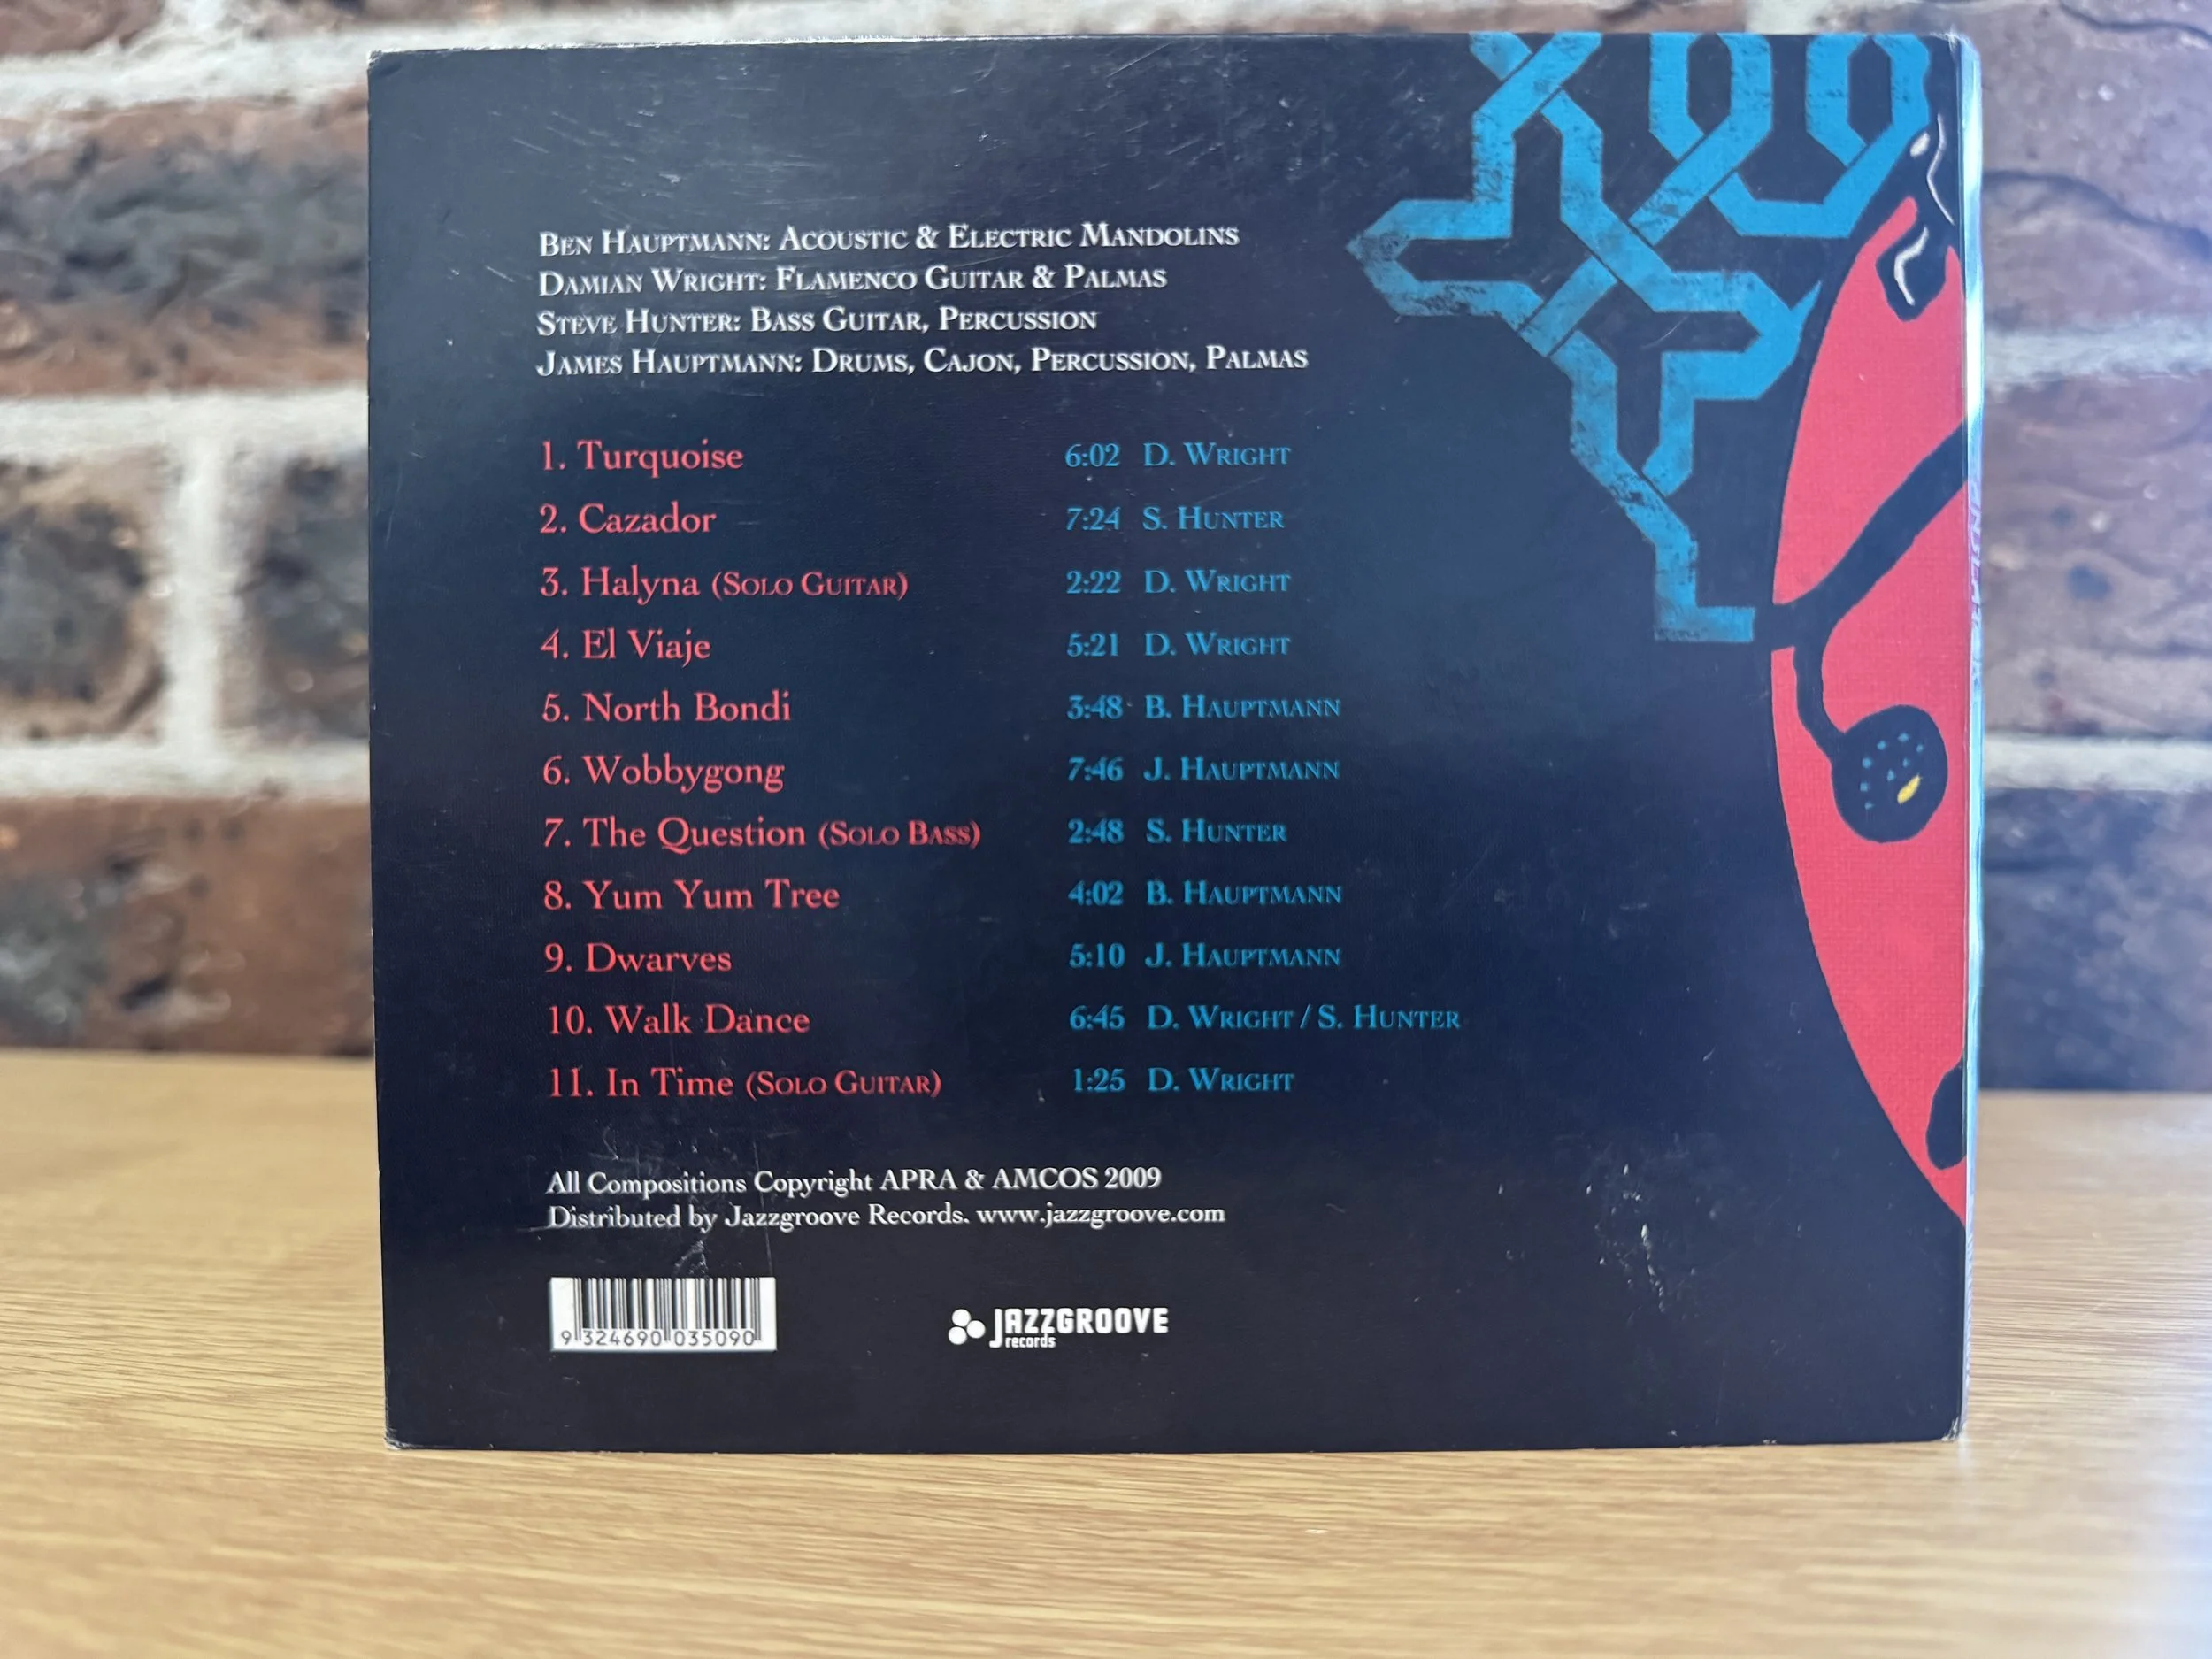 Ben Hauptmann: Acoustic & Electric Mandolins
Damian Wright: Flamenco Guitar & Palmas
Steve Hunter: Bass Guitar, Percussion
James Hauptmann: Drums, Cajon, Percussion, Palmas
1. Turquoise 6:02 D. Wright
2. Cazador 7:24 S. Hunter
3. Halyna (Solo Guitar) 2:22 D. Wright
4. El Viaje 5:21 D. Wright
5. North Bondi 3:48 B. Hauptmann
6. Wobbygong 7:46 J. Hauptmann
7. The Question (Solo Bass) 2:48 S. Hunter
8. Yum Yum Tree 4:02 B. Hauptmann
9. Dwarves 5:10 J. Hauptmann
10. Walk Dance 6:45 D. Wright / S. Hunter
11. In Time (Solo Guitar) 1:25 D. Wright
All Compositions Copyright APRA & AMCOS 2009
Distributed by Jazzgroove Records. www.jazzgroove.com
9 324690 035090
JAZZGROOVE
records